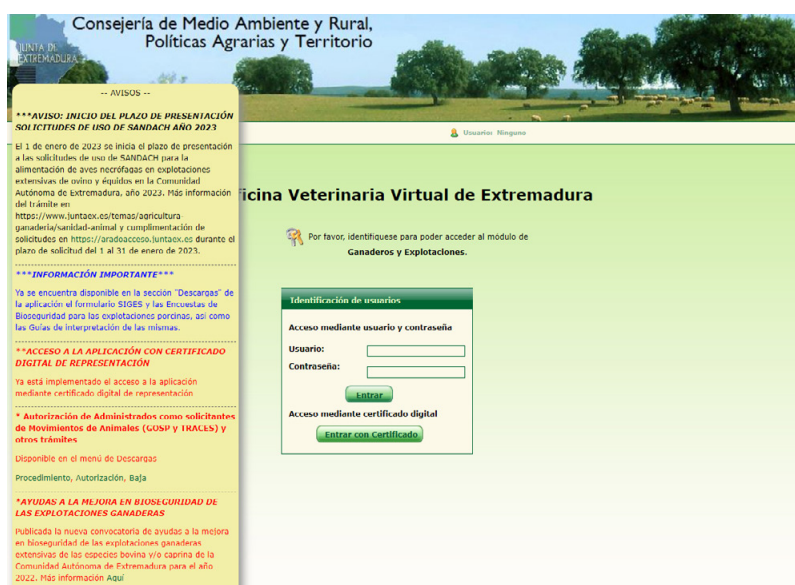 Consejería de Medio Ambiente y Rural,
Políticas Agrarias y Territorio
JUNTA DE
EXTREMADURA
-- AVISOS --
***AVISO: INICIO DEL PLAZO DE PRESENTACIÓN
SOLICITUDES DE USO DE SANDACH AÑO 2023
El 1 de enero de 2023 se inicia el plazo de presentación
a las solicitudes de uso de SANDACH para la
alimentación de aves necrófagas en explotaciones
extensivas de ovino y équidos en la Comunidad
Autónoma de Extremadura, año 2023. Más información
del trámite en
https://www.juntaex.es/temas/agricultura-
ganaderia/sanidad-animal y cumplimentación de
solicitudes en https://aradoacceso.juntaex.es durante el
plazo de solicitud del 1 al 31 de enero de 2023.
***INFORMACIÓN IMPORTANTE***
Ya se encuentra disponible en la sección "Descargas" de
la aplicación el formulario SIGES y las Encuestas de
Bioseguridad para las explotaciones porcinas, así como
las Guías de interpretación de las mismas.
**ACCESO A LA APLICACIÓN CON CERTIFICADO
DIGITAL DE REPRESENTACIÓN
Ya está implementado el acceso a la aplicación
mediante certificado digital de representación
* Autorización de Administrados como solicitantes
de Movimientos de Animales (GOSP y TRACES) y
otros trámites
Disponible en el menú de Descargas
Procedimiento, Autorización, Baja
*AYUDAS A LA MEJORA EN BIOSEGURIDAD DE
LAS EXPLOTACIONES GANADERAS
Publicada la nueva convocatoria de ayudas a la mejora
en bioseguridad de las explotaciones ganaderas
extensivas de las especies bovina y/o caprina de la
Comunidad Autónoma de Extremadura para el año
2022. Más información Aquí
Usuario: Ninguno
ficina Veterinaria Virtual de Extremadura
Por favor, identifiquese para poder acceder al módulo de
Ganaderos y Explotaciones.
Identificación de usuarios
Acceso mediante usuario y contraseña
Usuario:
Contraseña:
Entrar
Acceso mediante certificado digital
Entrar con Certificado